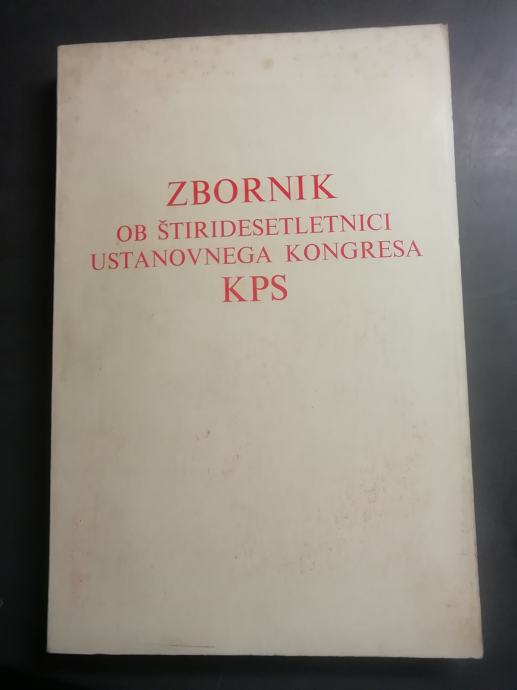 ZBORNIK
OB ŠTIRIDESETLETNICI
USTANOVNEGA KONGRESA
KPS